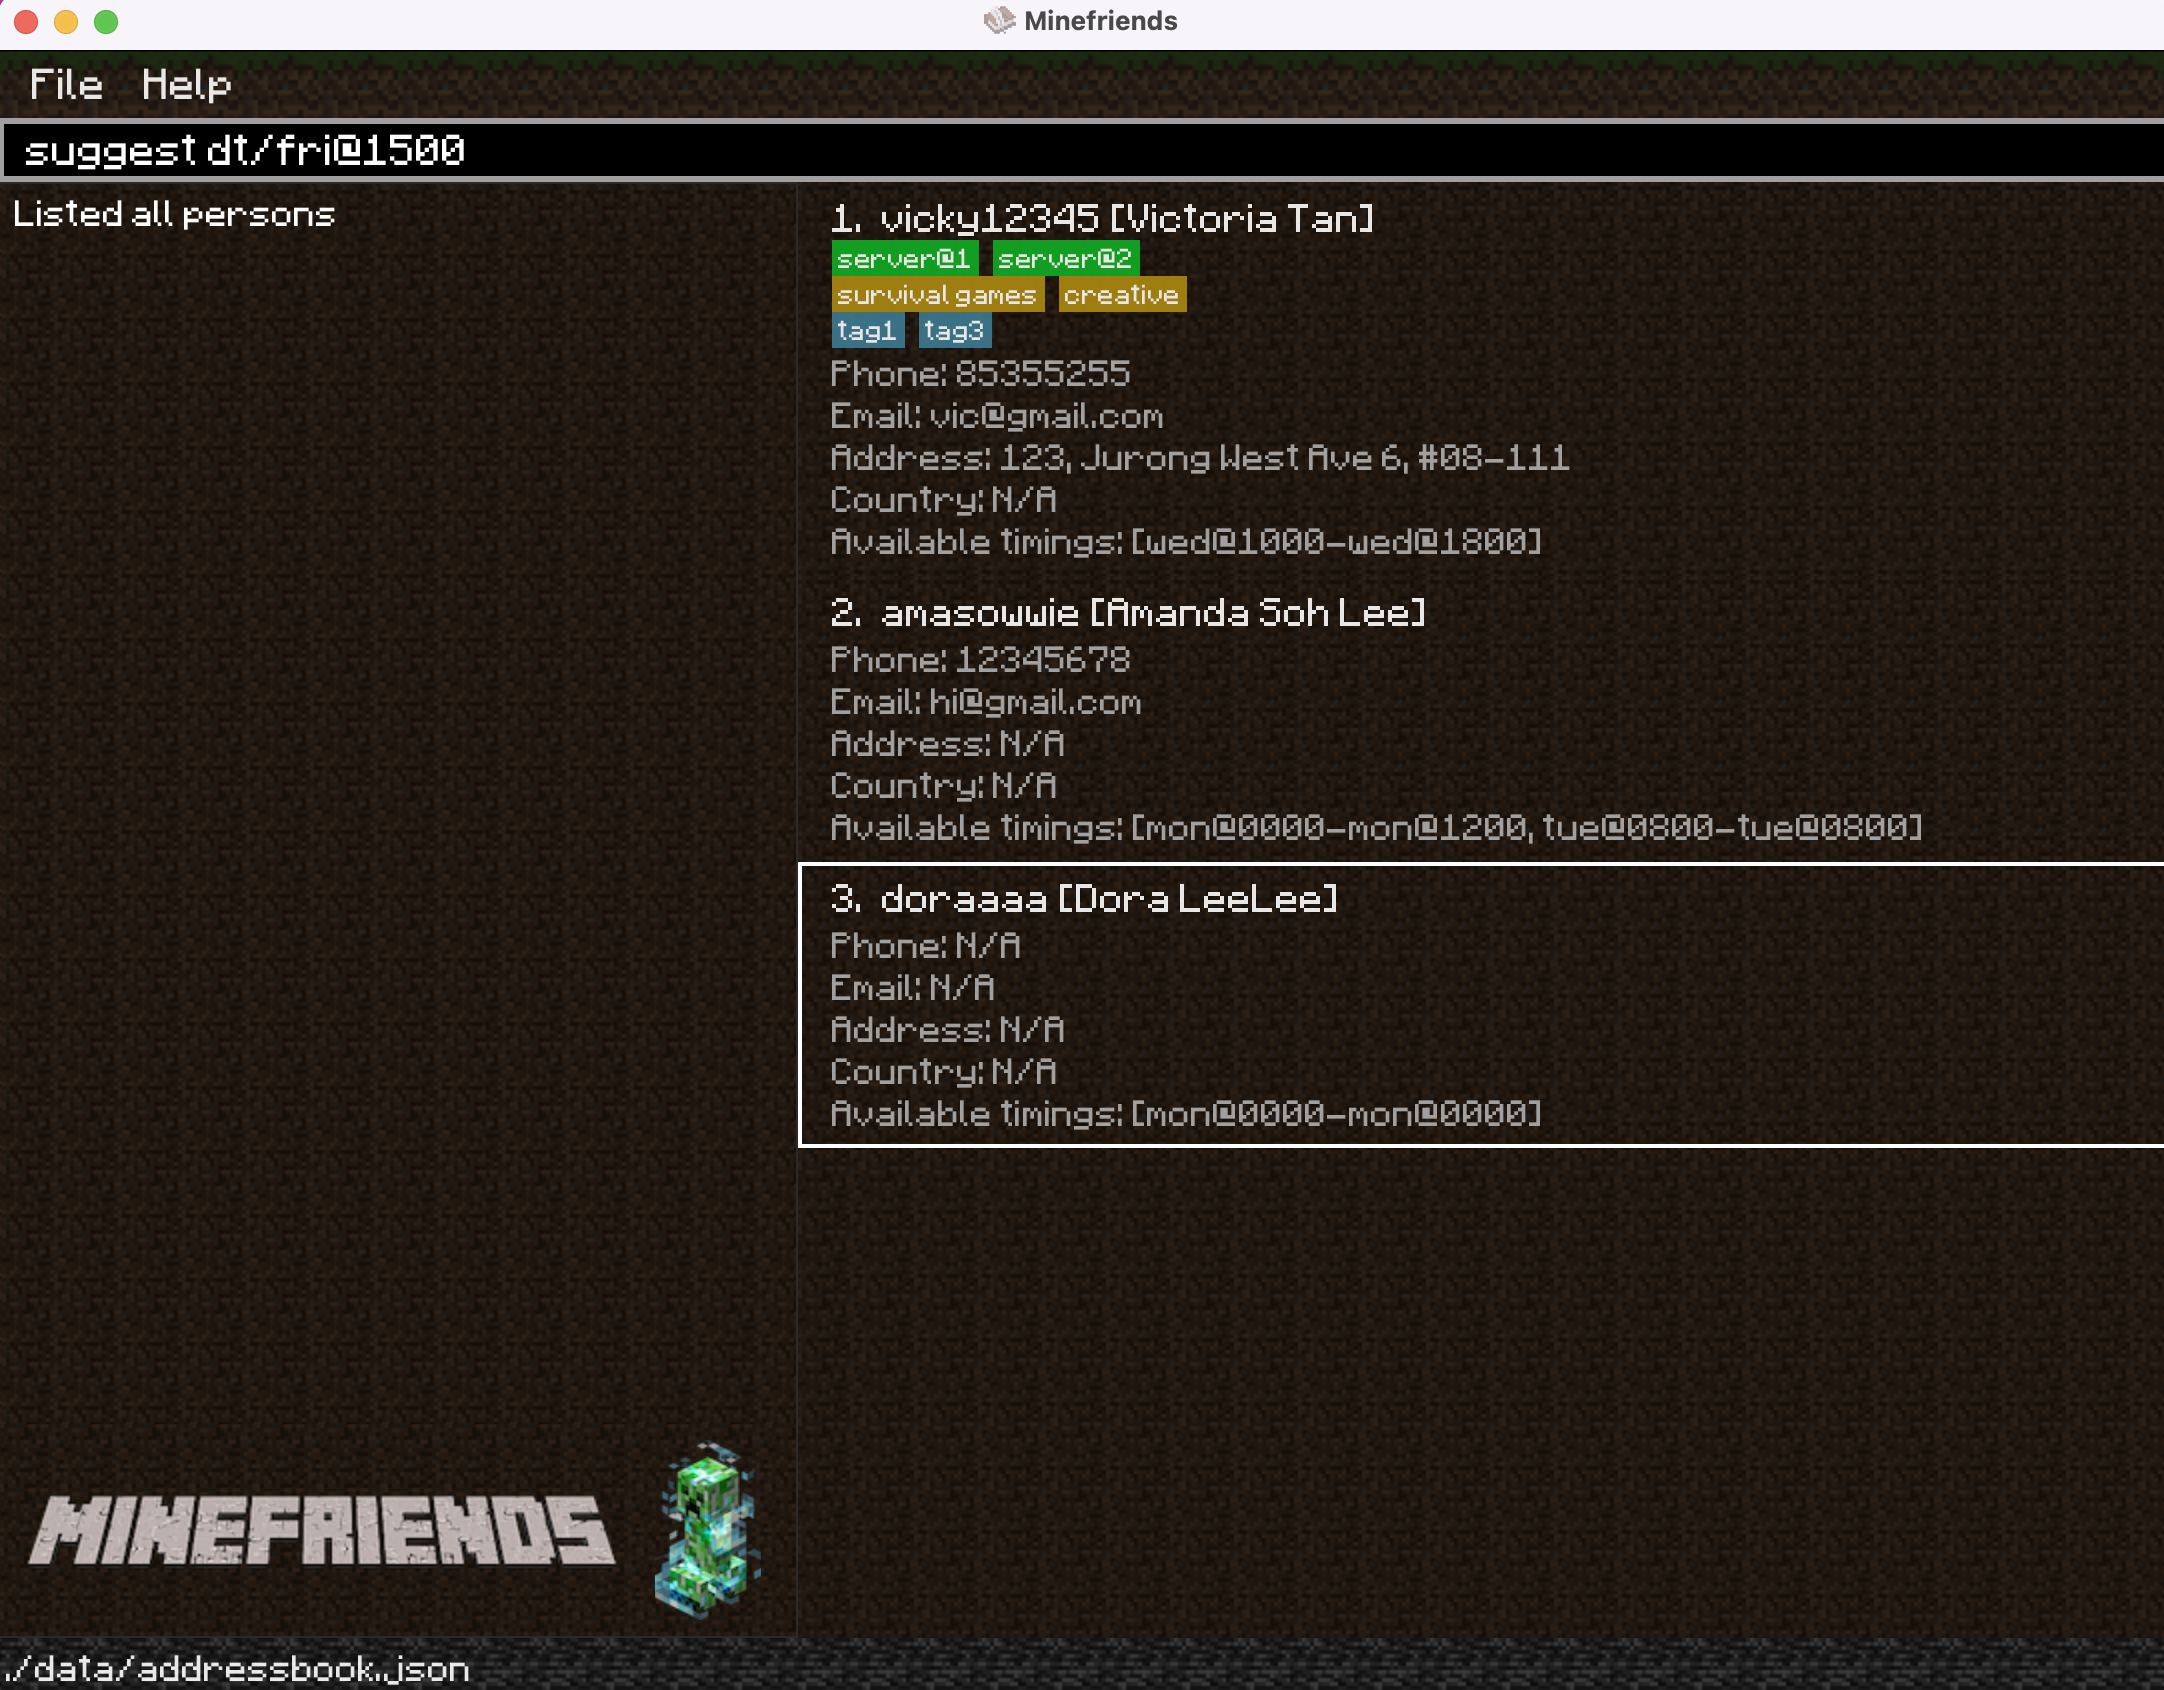 Minefriends
File Help
suggest dt/fri@1500
Listed all persons
1. vicky12345 [Victoria Tan]
server@1 server@2
survival games creative
tag1 tag3
Phone: 85355255
Email: vic@gmail.com
Address: 123, Jurong West Ave 6, #08-111
Country: N/A
Available timings: [wed@1000-wed@1800]
2. amasowwie [Amanda Soh Lee]
Phone: 12345678
Email: hi@gmail.com
Address: N/A
Country: N/A
Available timings: [mon@0000-mon@1200, tue@0800-tue@0800]
3. doraaaa [Dora LeeLee]
Phone: N/A
Email: N/A
Address: N/A
Country: N/A
Available timings: [mon@0000-mon@0000]
MINEFRIENDS
./data/addressbook.json